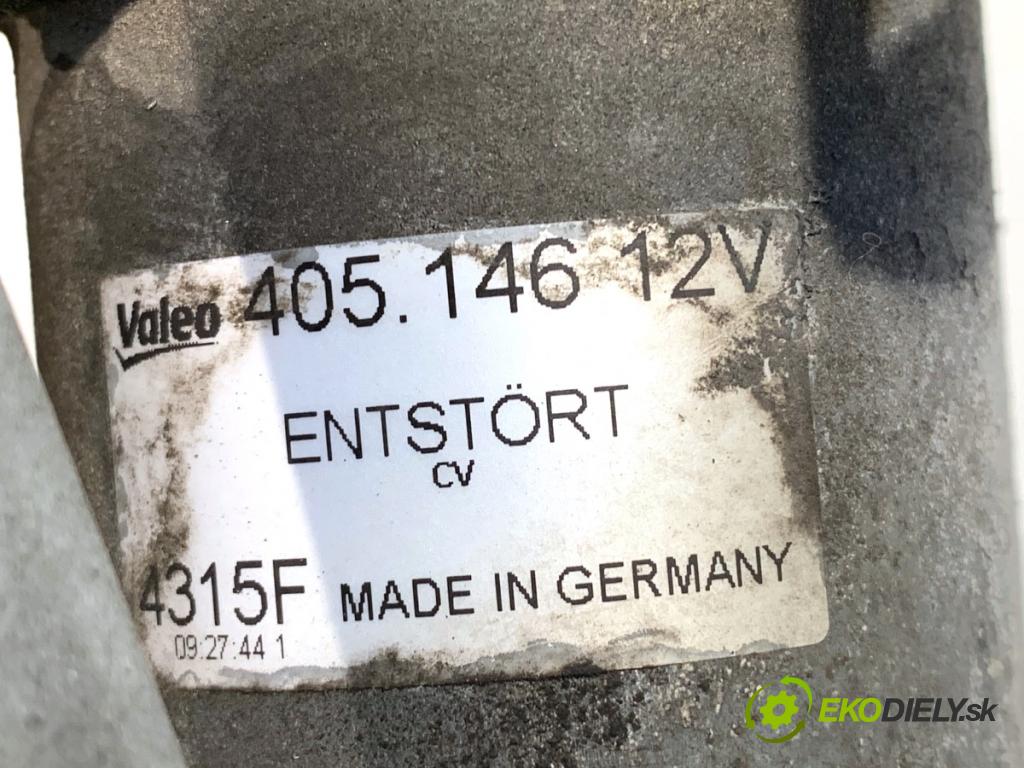 Valeo 405.146 12V
ENTSTÖRT
CV
4315F MADE IN GERMANY
09:27:44 1
EKODIELY.sk